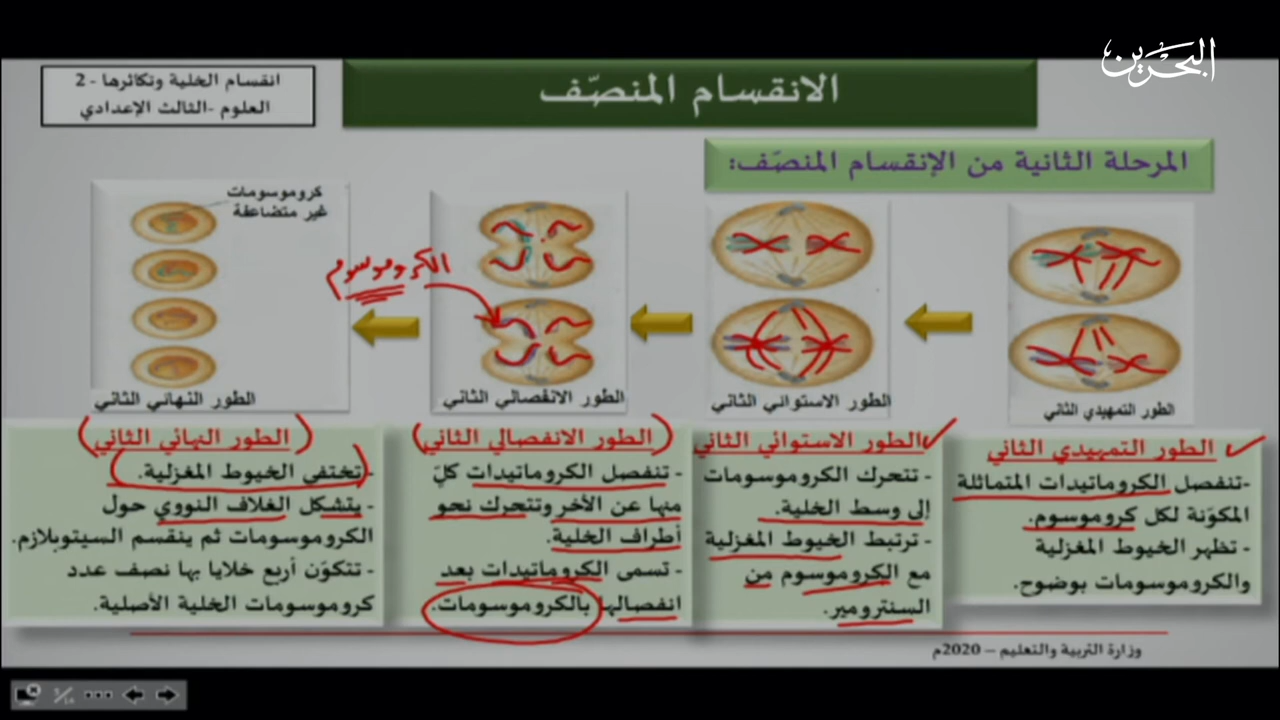 البحرين
الانقسام المنصّف
انقسام الخلية وتكاثرها - 2
العلوم -الثالث الإعدادي
المرحلة الثانية من الإنقسام المنصّف:
كروموسومات
غير متضاعطة
الكروموسوم
الطور التمهيدي الثاني
الطور الاستوائي الثاني
الطور الانفصالي الثاني
الطور النهائي الثاني
الطور التمهيدي الثاني
-تنفصل الكروماتيدات المتماثلة
المكوّنة لكل كروموسوم.
- تظهر الخيوط المغزلية
والكروموسومات بوضوح.
الطور الاستوائي الثاني
- تتحرك الكروموسومات
إلى وسط الخلية.
- ترتبط الخيوط المغزلية
مع الكروموسوم من
السنترومير.
(الطور الانفصالي الثاني)
- تنفصل الكروماتيدات كلّ
منها عن الأخر وتتحرك نحو
أطراف الخلية.
- تسمى الكروماتيدات بعد
انفصالها بالكروموسومات.
(الطور النهائي الثاني)
-تختفي الخيوط المغزلية.
- يتشكل الغلاف النووي حول
الكروموسومات ثم ينقسم السيتوبلازم.
- تتكوّن أربع خلايا بها نصف عدد
كروموسومات الخلية الأصلية.
وزارة التربية والتعليم – 2020م